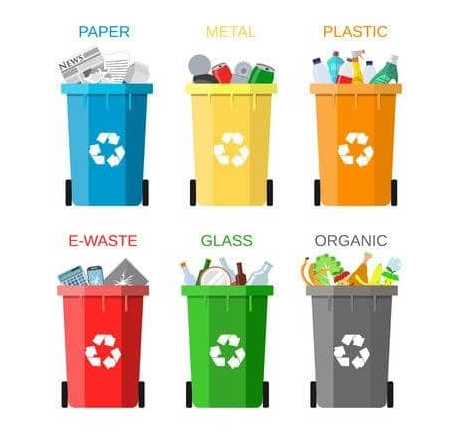 PAPER
METAL
PLASTIC
NEWS
E-WASTE
GLASS
ORGANIC